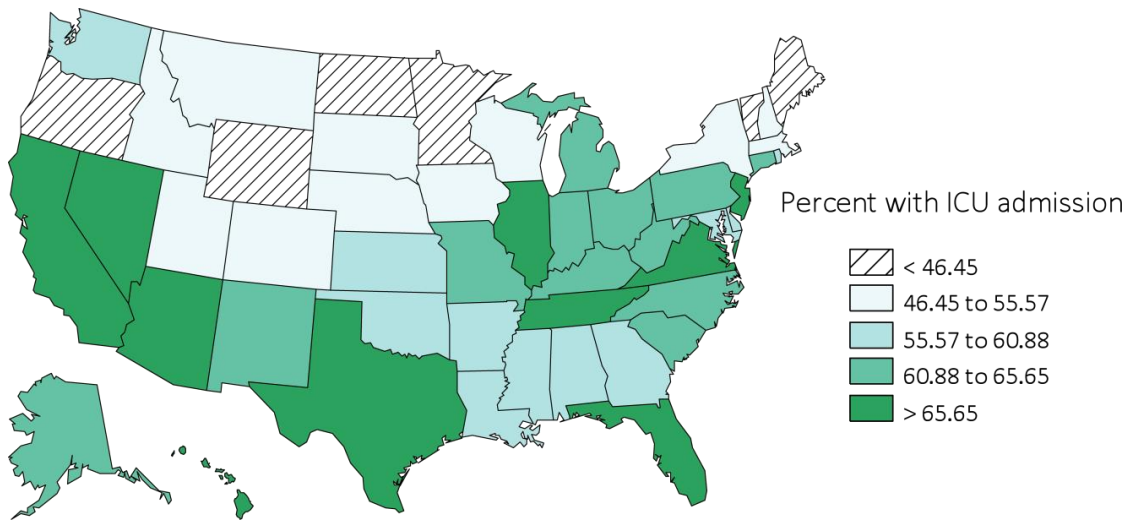 Percent with ICU admission
< 46.45
46.45 to 55.57
55.57 to 60.88
60.88 to 65.65
> 65.65